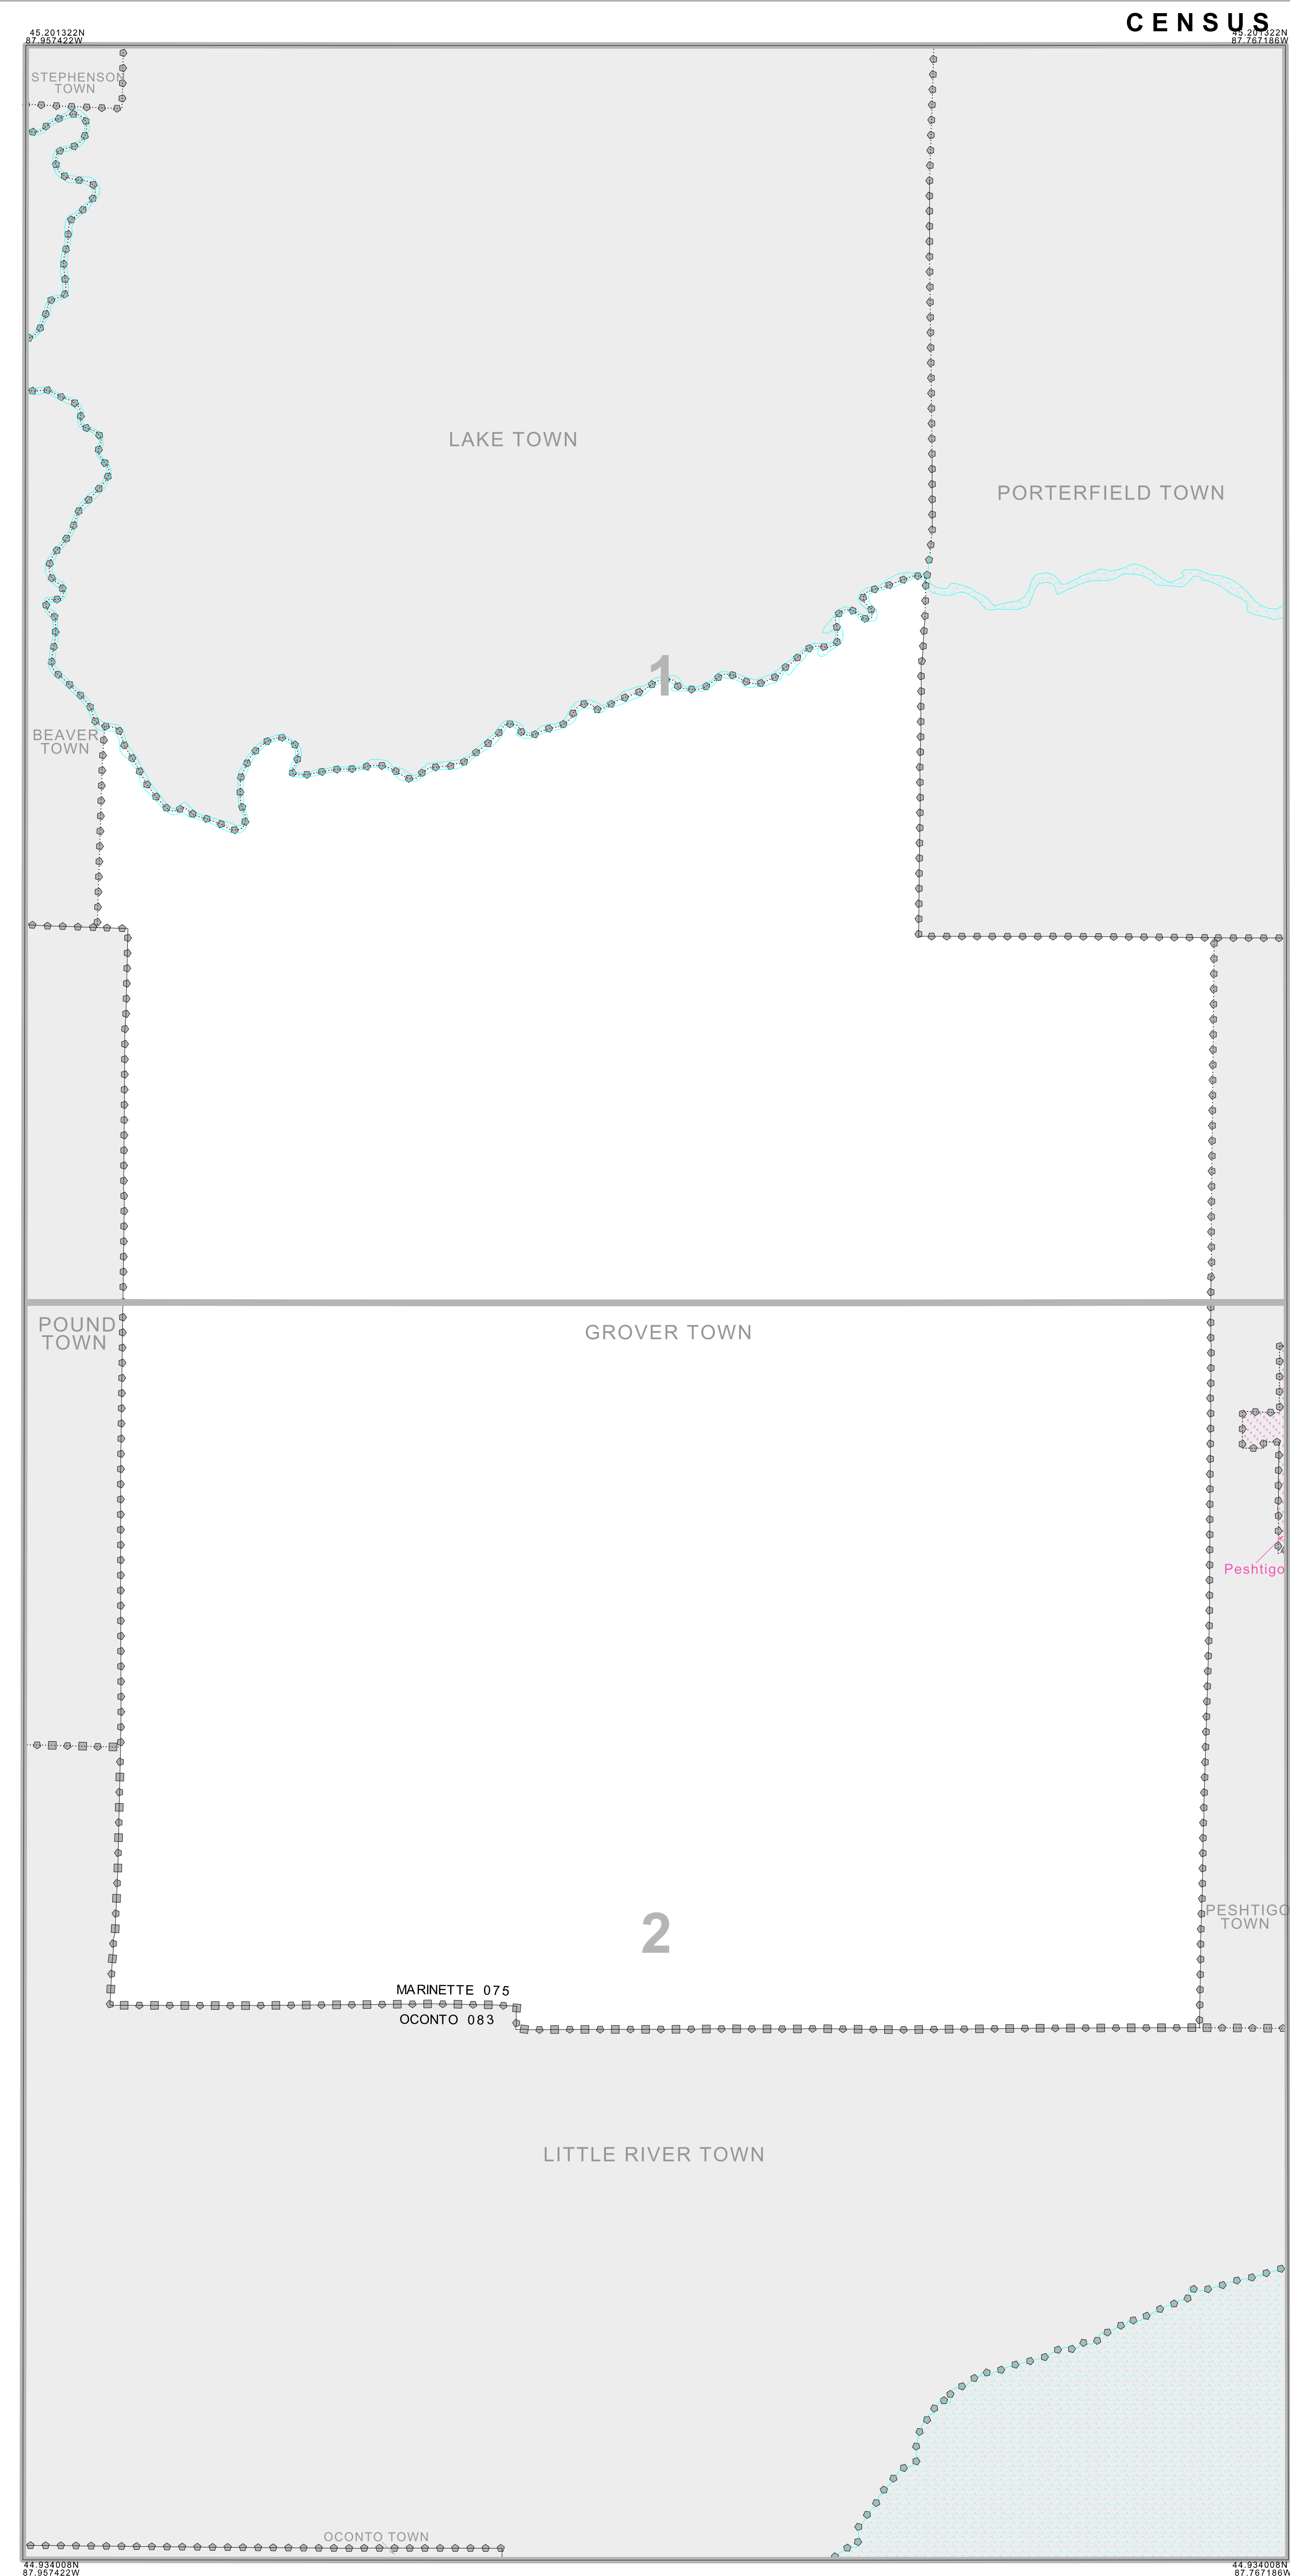 CENSUS
45.201322N
87.957422W
45.201322N
87.767186W
STEPHENSON
TOWN
LAKE TOWN
PORTERFIELD TOWN
1
BEAVER
TOWN
POUND
TOWN
GROVER TOWN
Peshtigo
PESHTIGO
TOWN
2
MARINETTE 075
OCONTO 083
LITTLE RIVER TOWN
OCONTO TOWN
44.934008N
87.957422W
44.934008N
87.767186W